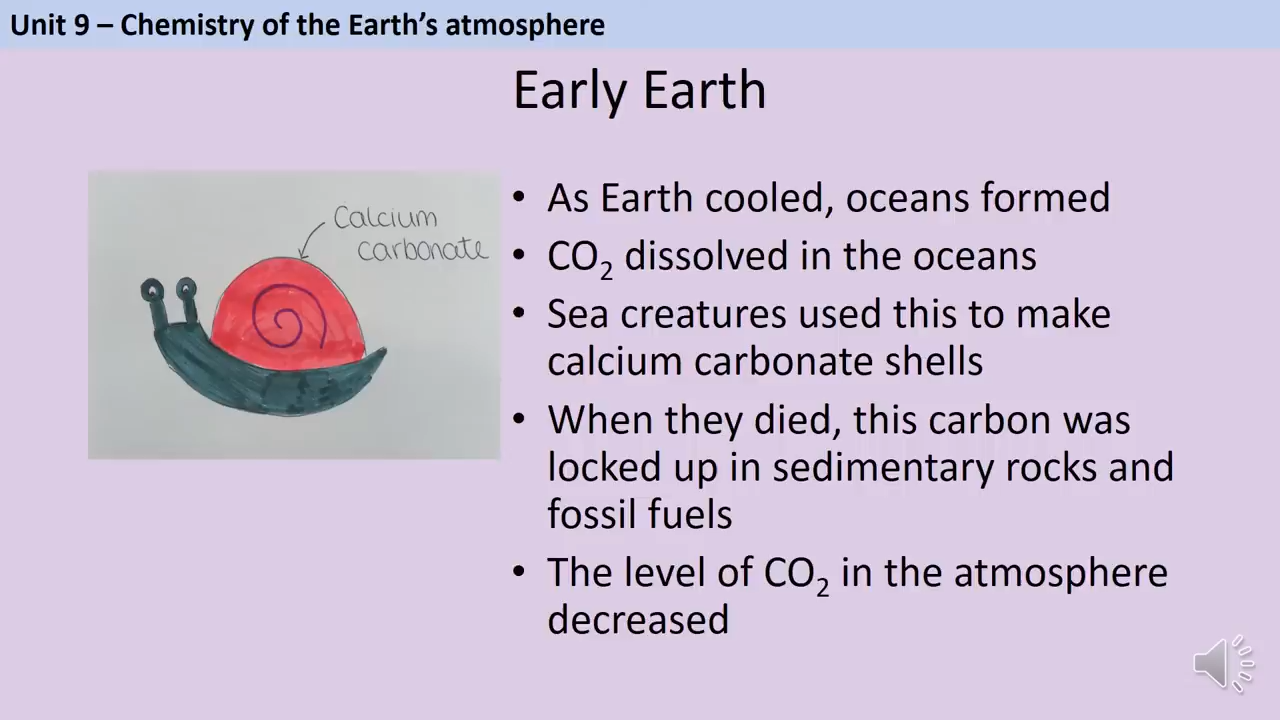 Unit 9 – Chemistry of the Earth's atmosphere
Early Earth
Calcium
carbonate
• As Earth cooled, oceans formed
• CO₂ dissolved in the oceans
• Sea creatures used this to make
calcium carbonate shells
• When they died, this carbon was
locked up in sedimentary rocks and
fossil fuels
• The level of CO₂ in the atmosphere
decreased